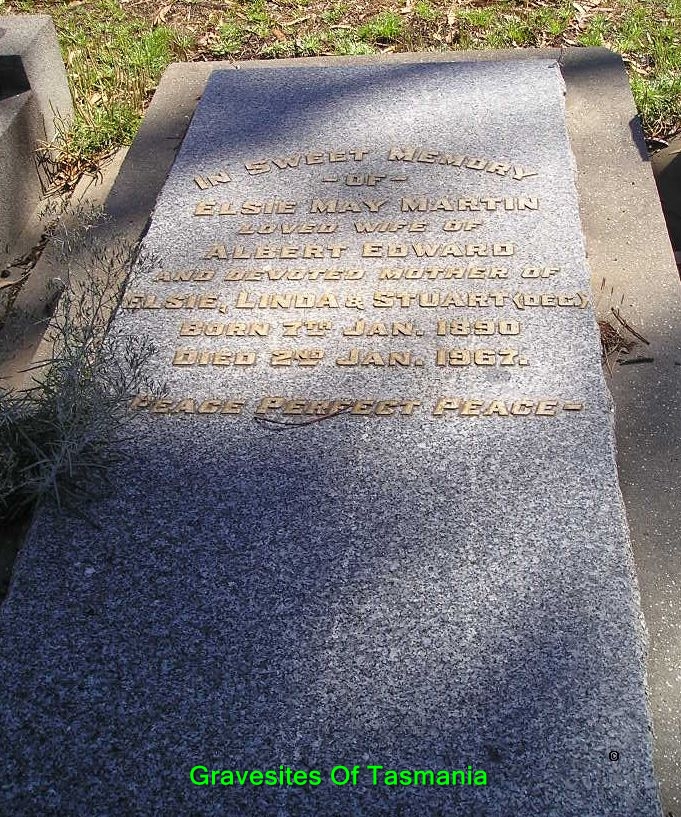 IN SWEET MEMORY
-OF-
ELSIE MAY MARTIN
LOVED WIFE OF
ALBERT EDWARD
AND DEVOTED MOTHER OF
ELSIE, LINDA & STUART (DEC)
BORN 7TH JAN. 1890
DIED 2ND JAN. 1967.
PEACE PERFECT PEACE-
Gravesites Of Tasmania